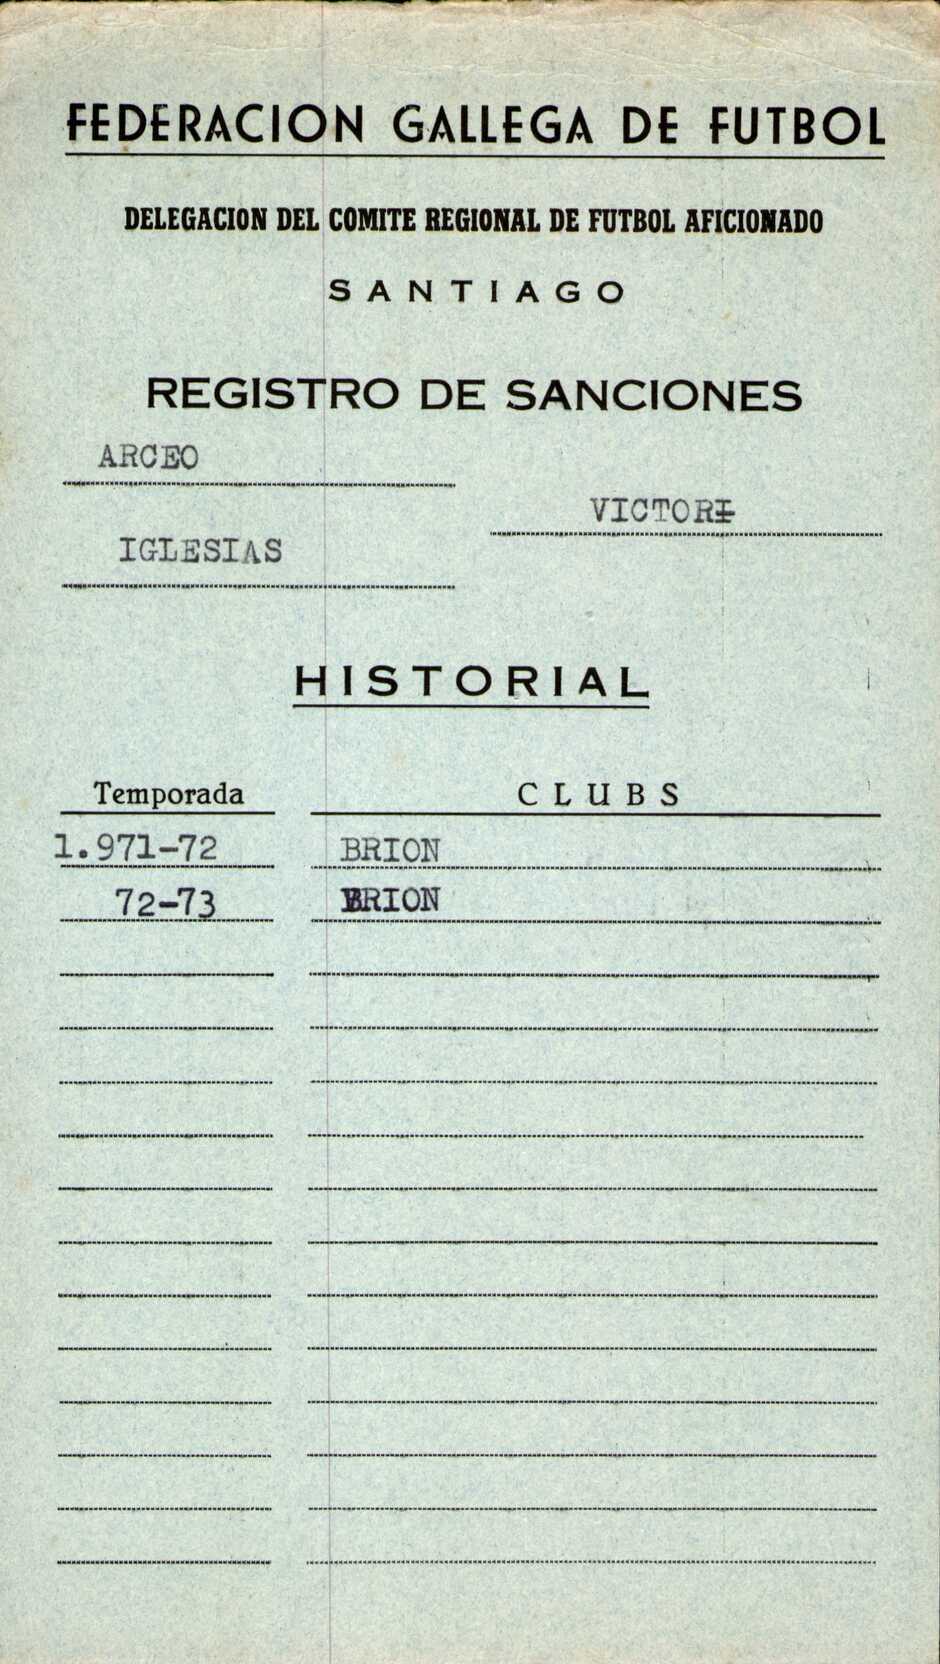 FEDERACION GALLEGA DE FUTBOL
DELEGACION DEL COMITE REGIONAL DE FUTBOL AFICIONADO
SANTIAGO
REGISTRO DE SANCIONES
ARCEO
VICTOR
IGLESIAS
HISTORIAL
Temporada CLUBS
1.971-72 BRION
72-73 BRION